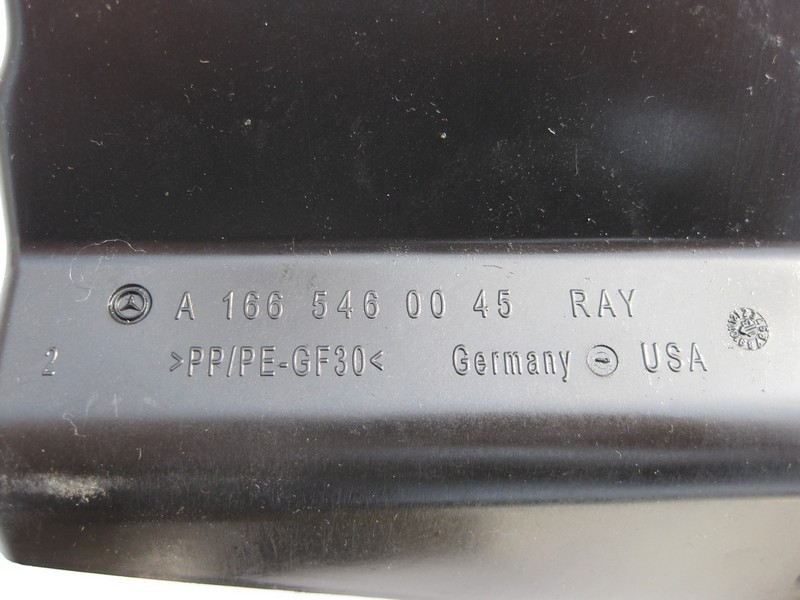 A 166 546 00 45 RAY
2 >PP/PE-GF30< Germany USA